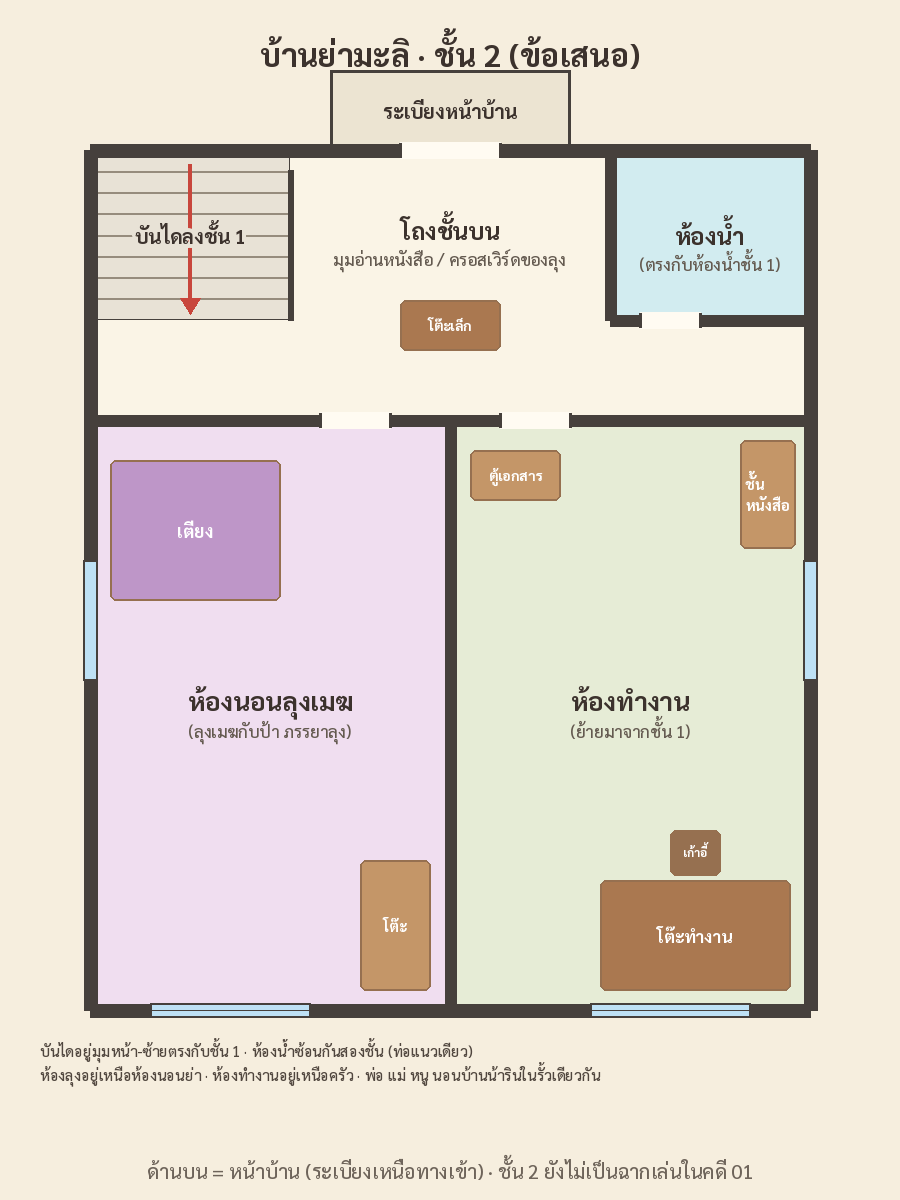 บ้านย่ามะลิ · ชั้น 2 (ข้อเสนอ)
ระเบียงหน้าบ้าน
บันไดลงชั้น 1
โถงชั้นบน
มุมอ่านหนังสือ / ครอสเวิร์ดของลุง
ห้องน้ำ
(ตรงกับห้องน้ำชั้น 1)
โต๊ะเล็ก
เตียง
ตู้เอกสาร
ชั้น
หนังสือ
ห้องนอนลุงเมฆ
(ลุงเมฆกับป้า ภรรยาลุง)
ห้องทำงาน
(ย้ายมาจากชั้น 1)
เก้าอี้
โต๊ะ
โต๊ะทำงาน
บันไดอยู่มุมหน้า-ซ้ายตรงกับชั้น 1 · ห้องน้ำซ้อนกันสองชั้น (ท่อแนวเดียว)
ห้องลุงอยู่เหนือห้องนอนย่า · ห้องทำงานอยู่เหนือครัว · พ่อ แม่ หนู นอนบ้านน้ารินในรั้วเดียวกัน
ด้านบน = หน้าบ้าน (ระเบียงเหนือทางเข้า) · ชั้น 2 ยังไม่เป็นฉากเล่นในคดี 01